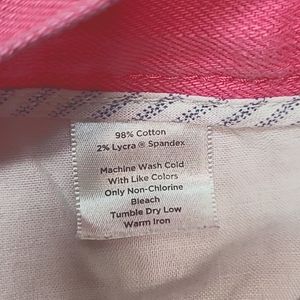 98% Cotton
2% Lycra ® Spandex
Machine Wash Cold
With Like Colors
Only Non-Chlorine
Bleach
Tumble Dry Low
Warm Iron